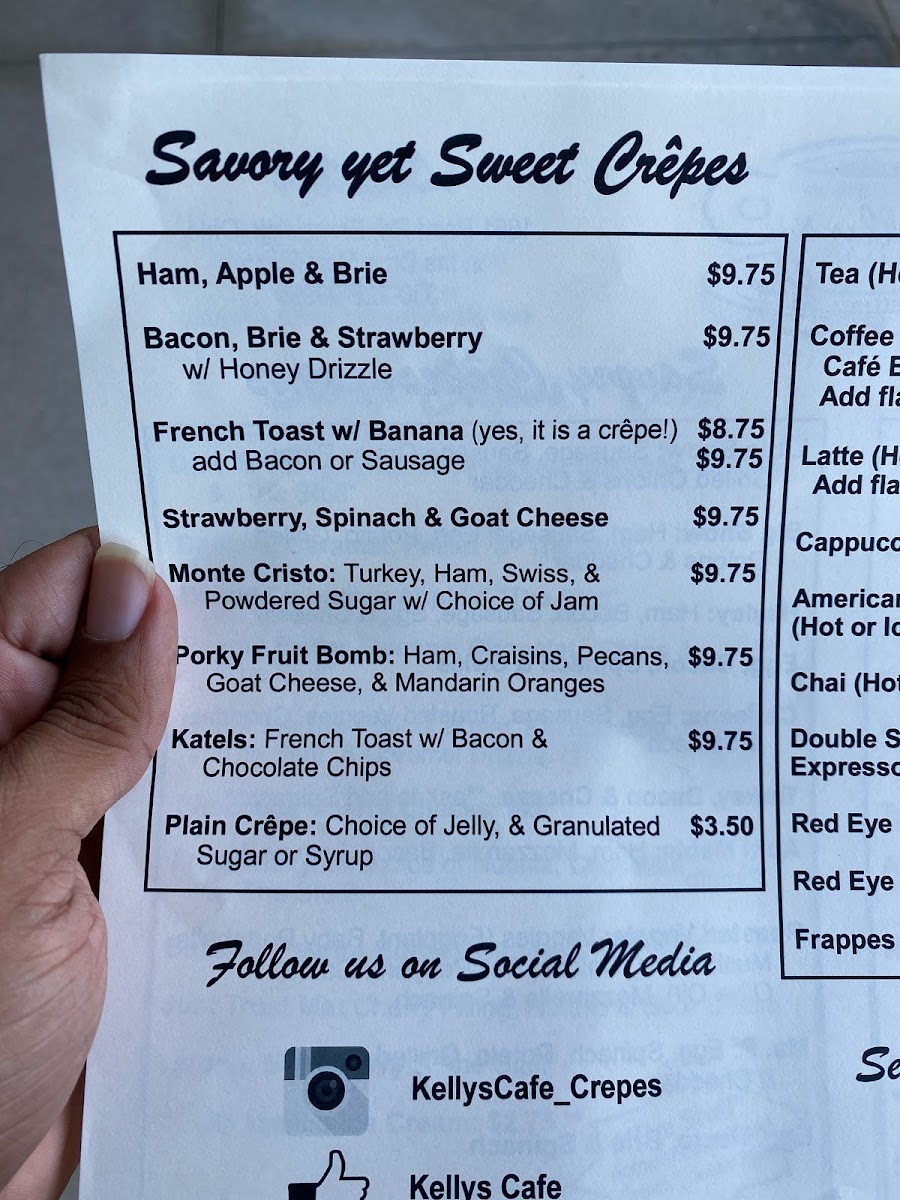 Savory yet Sweet Crêpes
Ham, Apple & Brie $9.75
Bacon, Brie & Strawberry $9.75
w/ Honey Drizzle
French Toast w/ Banana (yes, it is a crêpe!) $8.75
add Bacon or Sausage $9.75
Strawberry, Spinach & Goat Cheese $9.75
Monte Cristo: Turkey, Ham, Swiss, & $9.75
Powdered Sugar w/ Choice of Jam
Porky Fruit Bomb: Ham, Craisins, Pecans, $9.75
Goat Cheese, & Mandarin Oranges
Katels: French Toast w/ Bacon & $9.75
Chocolate Chips
Plain Crêpe: Choice of Jelly, & Granulated $3.50
Sugar or Syrup
Tea
Coffee
Café
Add
Latte
Add
Chai
(Hot or
Double
Red Eye
Red Eye
Frappes
Follow us on Social Media
KellysCafe_Crepes
Kellys Cafe